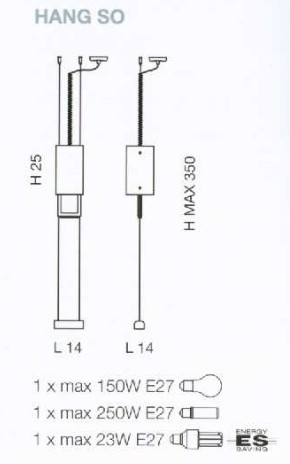 HANG SO
H 25
H MAX 350
L 14 L 14
1 x max 150W E27
1 x max 250W E27
1 x max 23W E27 ENERGY
ES
SAVING